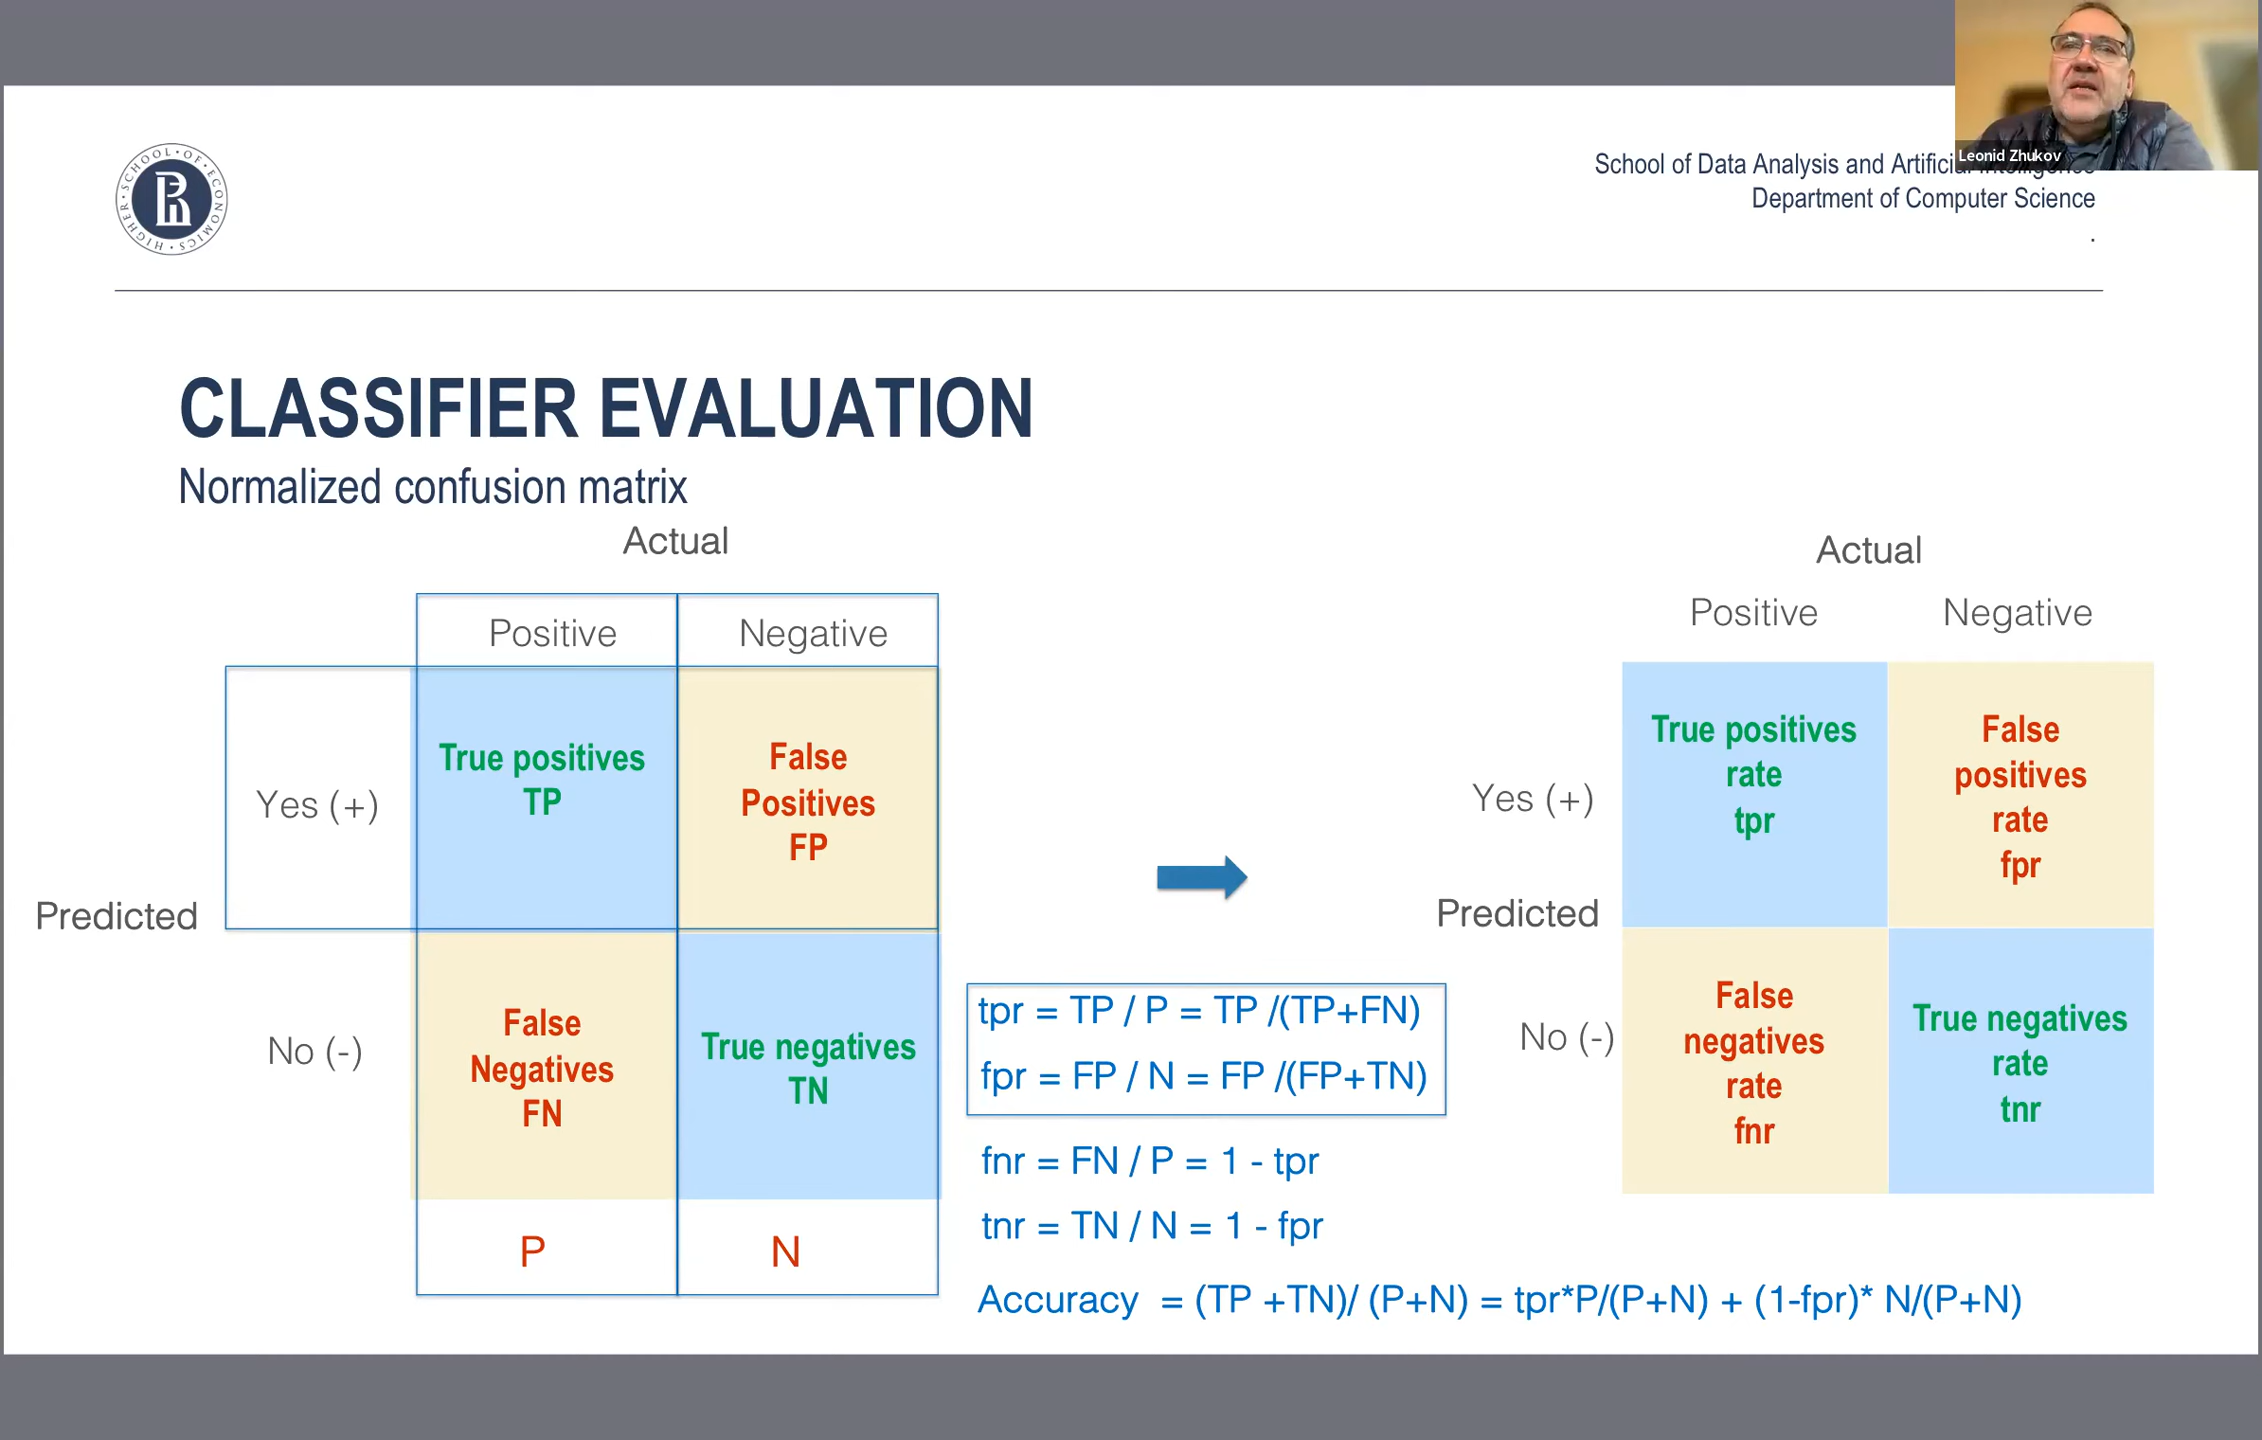 Leonid Zhukov
HIGHER · SCHOOL · OF · ECONOMICS
School of Data Analysis and Artificial Intelligence
Department of Computer Science
.
CLASSIFIER EVALUATION
Normalized confusion matrix
Actual
Positive Negative
Yes (+)
True positives
TP
False
Positives
FP
Predicted
No (-)
False
Negatives
FN
True negatives
TN
P N
tpr = TP / P = TP /(TP+FN)
fpr = FP / N = FP /(FP+TN)
fnr = FN / P = 1 - tpr
tnr = TN / N = 1 - fpr
Accuracy = (TP +TN)/ (P+N) = tpr*P/(P+N) + (1-fpr)* N/(P+N)
Actual
Positive Negative
Yes (+)
True positives
rate
tpr
False
positives
rate
fpr
Predicted
No (-)
False
negatives
rate
fnr
True negatives
rate
tnr